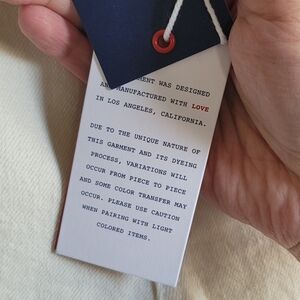 MENT WAS DESIGNED
AND MANUFACTURED WITH LOVE
IN LOS ANGELES, CALIFORNIA.
DUE TO THE UNIQUE NATURE OF
THIS GARMENT AND ITS DYEING
PROCESS, VARIATIONS WILL
OCCUR FROM PIECE TO PIECE
AND SOME COLOR TRANSFER MAY
OCCUR. PLEASE USE CAUTION
WHEN PAIRING WITH LIGHT
COLORED ITEMS.